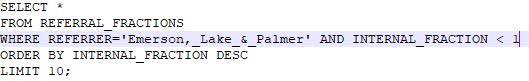 SELECT *
FROM REFERRAL_FRACTIONS
WHERE REFERRER='Emerson,_Lake_&_Palmer' AND INTERNAL_FRACTION < 1
ORDER BY INTERNAL_FRACTION DESC
LIMIT 10;